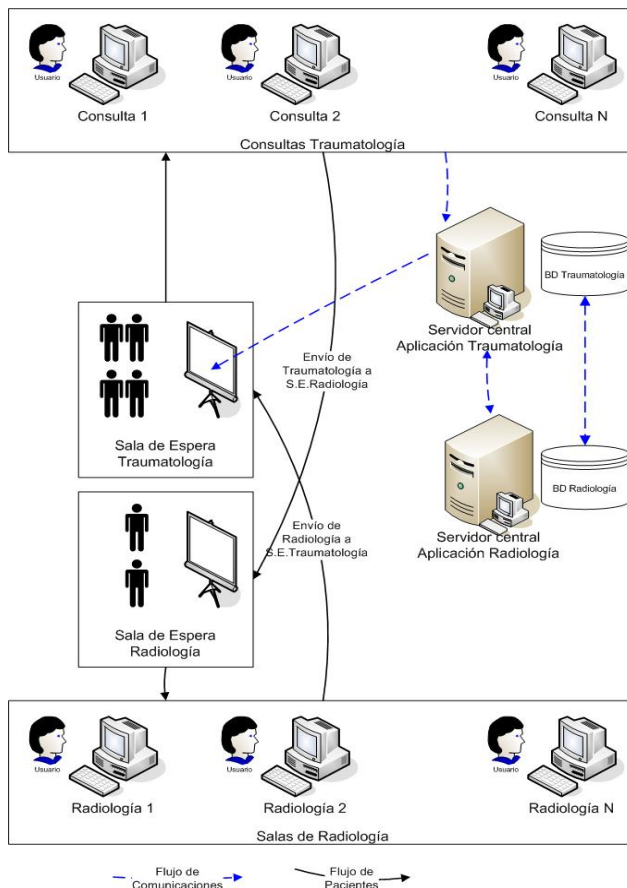 Usuario
Usuario
Usuario
Consulta 1
Consulta 2
Consulta N
Consultas Traumatología
BD Traumatología
Servidor central
Aplicación Traumatología
Envío de
Traumatología a
S.E.Radiología
Sala de Espera
Traumatología
BD Radiología
Envío de
Radiología a
S.E.Traumatología
Servidor central
Aplicación Radiología
Sala de Espera
Radiología
Usuario
Usuario
Usuario
Radiología 1
Radiología 2
Radiología N
Salas de Radiología
Flujo de
Comunicaciones
Flujo de
Pacientes